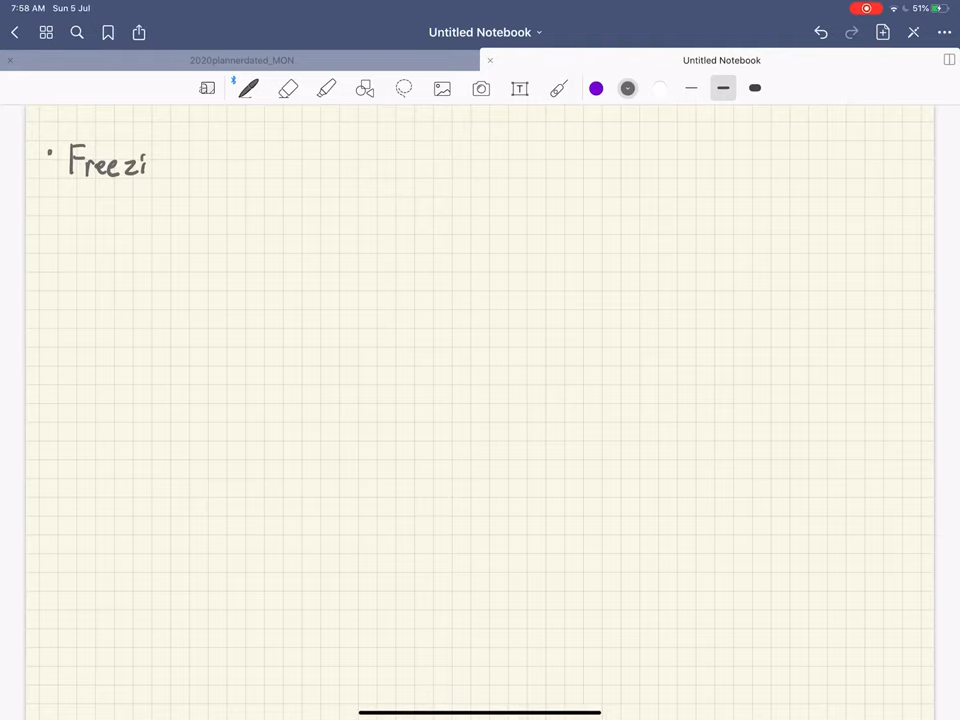 7:58 AM Sun 5 Jul
51%
Untitled Notebook
2020plannerdated_MON
Untitled Notebook
T
• Freezi